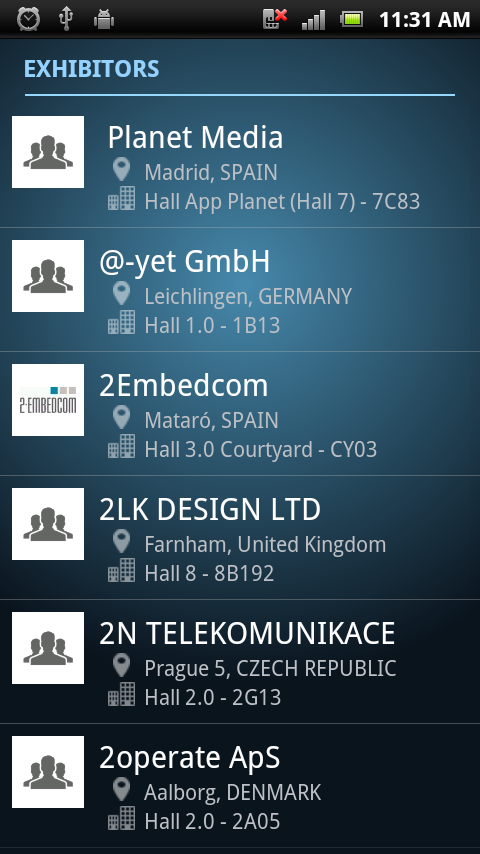 11:31 AM
EXHIBITORS
Planet Media
Madrid, SPAIN
Hall App Planet (Hall 7) - 7C83
@-yet GmbH
Leichlingen, GERMANY
Hall 1.0 - 1B13
2Embedcom
2·EMBEDCOM
Mataró, SPAIN
Hall 3.0 Courtyard - CY03
2LK DESIGN LTD
Farnham, United Kingdom
Hall 8 - 8B192
2N TELEKOMUNIKACE
Prague 5, CZECH REPUBLIC
Hall 2.0 - 2G13
2operate ApS
Aalborg, DENMARK
Hall 2.0 - 2A05